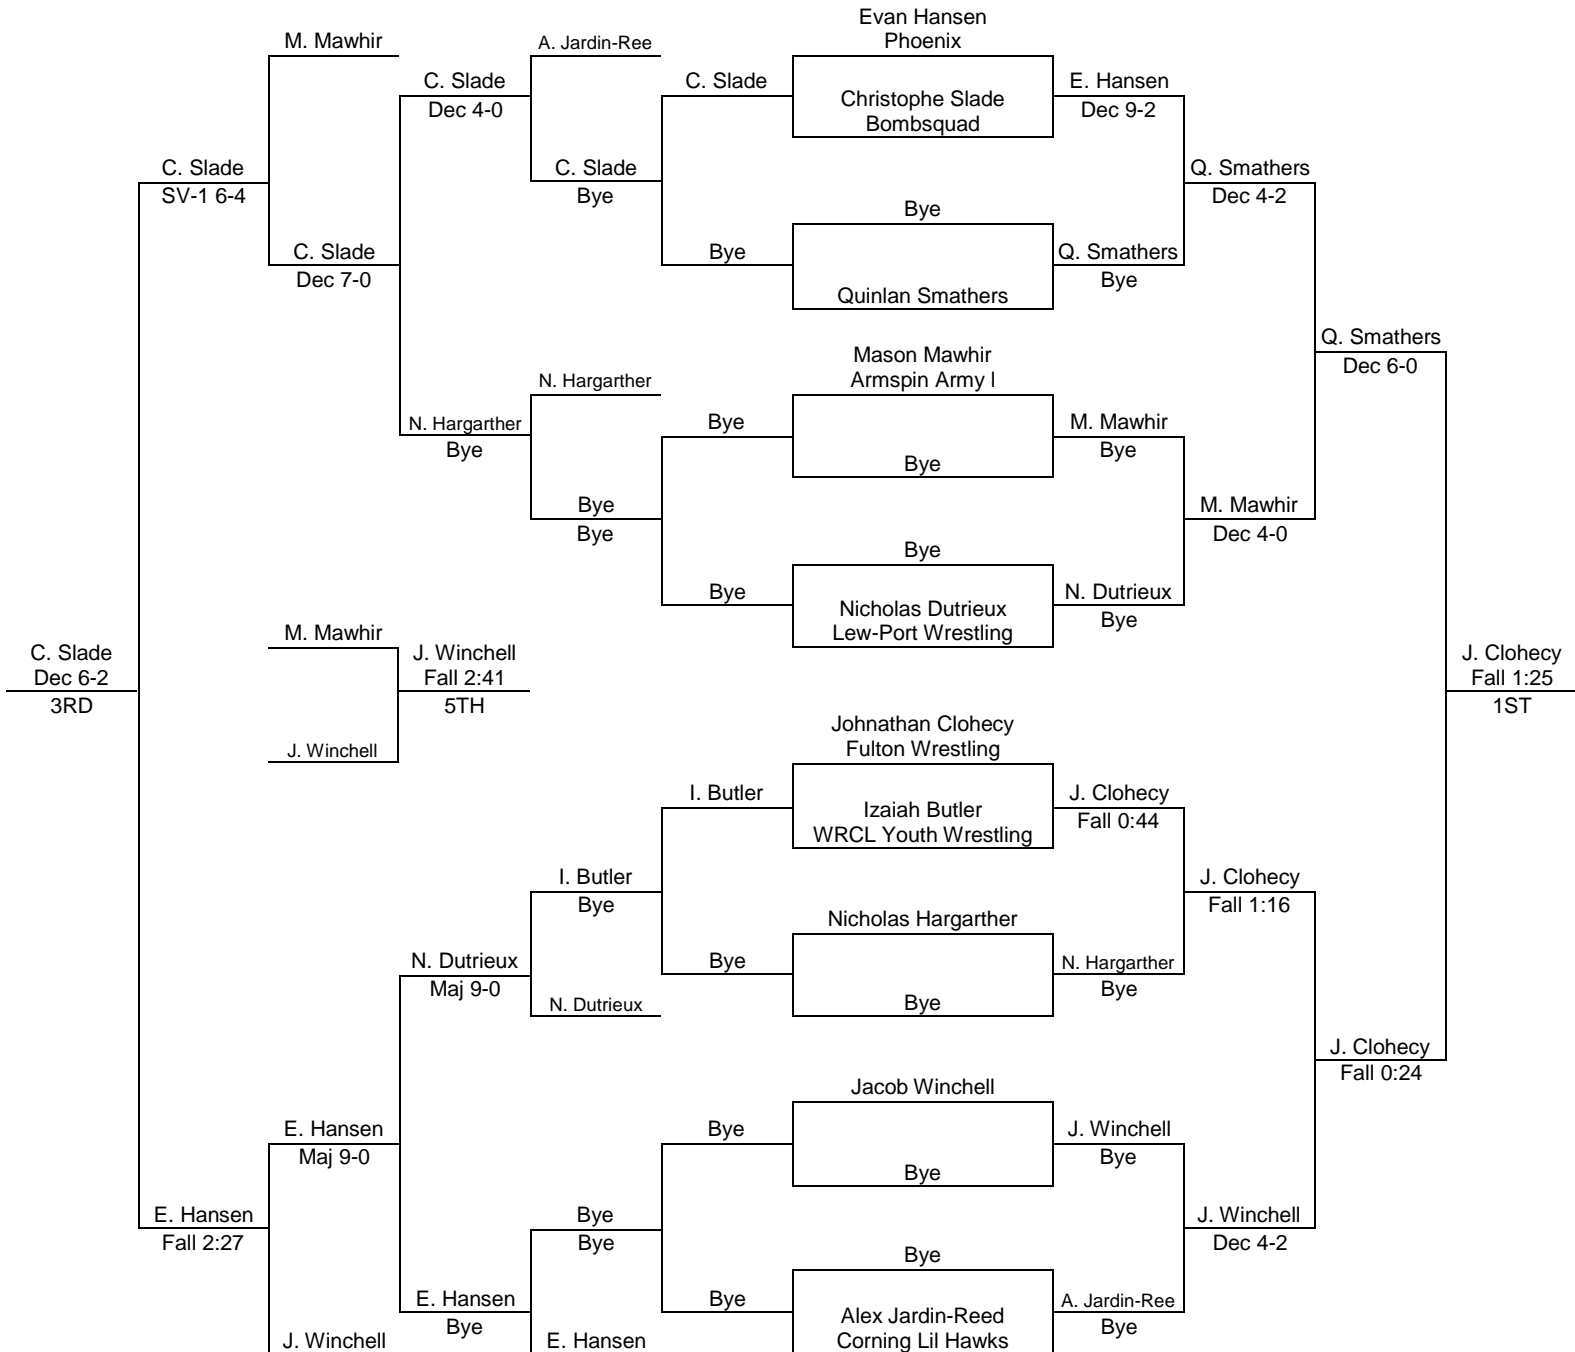 Evan Hansen
Phoenix
M. Mawhir
A. Jardin-Ree
C. Slade
Dec 4-0
C. Slade
Christophe Slade
Bombsquad
E. Hansen
Dec 9-2
C. Slade
SV-1 6-4
C. Slade
Bye
Q. Smathers
Dec 4-2
Bye
C. Slade
Dec 7-0
Bye
Q. Smathers
Bye
Quinlan Smathers
Q. Smathers
Dec 6-0
Mason Mawhir
Armspin Army I
N. Hargarther
N. Hargarther
Bye
Bye
M. Mawhir
Bye
Bye
Bye
Bye
M. Mawhir
Dec 4-0
Bye
Bye
N. Dutrieux
Bye
Nicholas Dutrieux
Lew-Port Wrestling
M. Mawhir
C. Slade
Dec 6-2
3RD
J. Winchell
Fall 2:41
5TH
J. Clohecy
Fall 1:25
1ST
J. Winchell
Johnathan Clohecy
Fulton Wrestling
I. Butler
Izaiah Butler
WRCL Youth Wrestling
J. Clohecy
Fall 0:44
I. Butler
Bye
J. Clohecy
Fall 1:16
Nicholas Hargarther
N. Dutrieux
Maj 9-0
Bye
N. Hargarther
Bye
N. Dutrieux
Bye
J. Clohecy
Fall 0:24
Jacob Winchell
E. Hansen
Maj 9-0
Bye
J. Winchell
Bye
Bye
E. Hansen
Fall 2:27
Bye
Bye
J. Winchell
Dec 4-2
Bye
E. Hansen
Bye
Bye
Alex Jardin-Reed
Corning Lil Hawks
A. Jardin-Ree
Bye
J. Winchell
E. Hansen